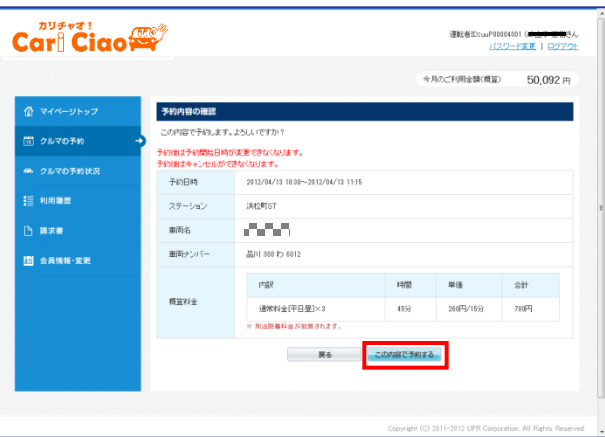 カリチャオ!
Cari Ciao
運転者ID:uuP00004001
さん
パスワード変更 | ログアウト
今月のご利用金額(概算) 50,092 円
マイページトップ
クルマの予約
クルマの予約状況
利用履歴
請求書
会員情報・変更
予約内容の確認
この内容で予約します。よろしいですか?
予約後は予約開始日時が変更できなくなります。
予約後はキャンセルができなくなります。
予約日時 2012/04/13 10:30~2012/04/13 11:15
ステーション 浜松町ST
車両名
車両ナンバー 品川 300 わ 6012
概算料金
内訳 時間 単価 合計
通常料金[平日昼]×3 45分 260円/15分 780円
※ 別途距離料金が加算されます。
戻る この内容で予約する
Copyright (C) 2011-2012 UPR Corporation. All Rights Reserved.